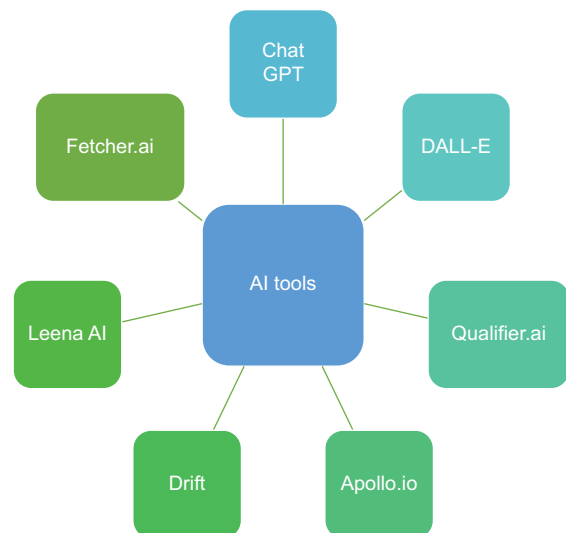 Chat
GPT
Fetcher.ai
DALL-E
AI tools
Leena AI
Qualifier.ai
Drift
Apollo.io